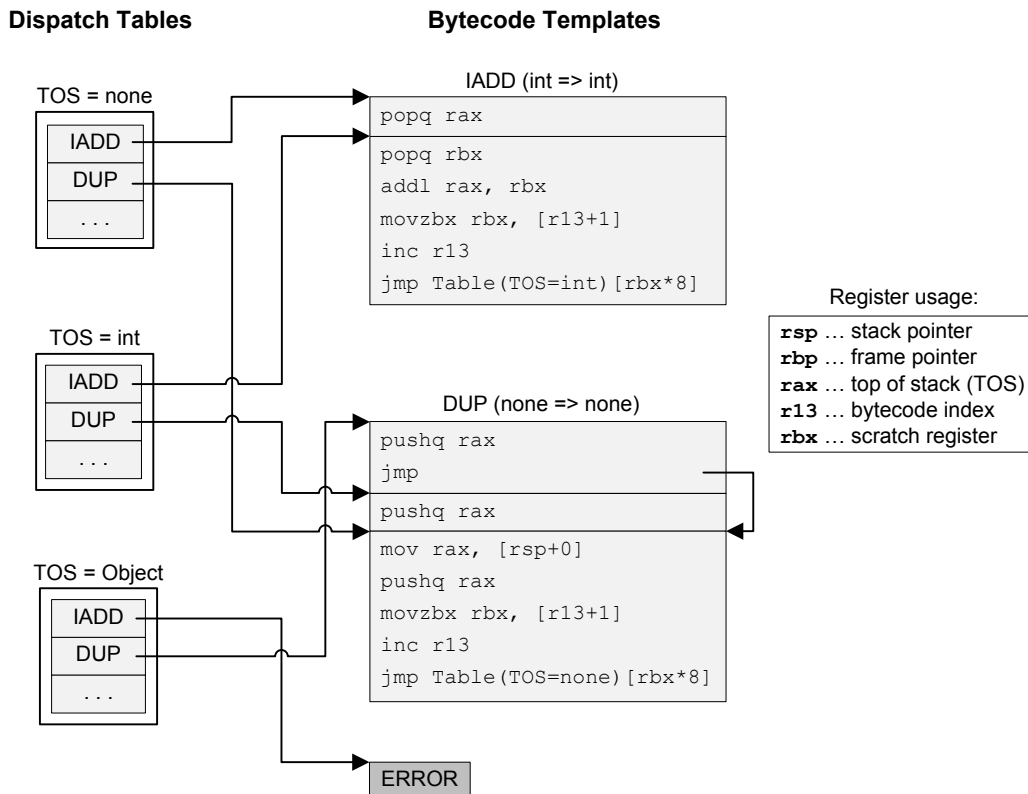 Dispatch Tables
Bytecode Templates
TOS = none
IADD
DUP
. . .
TOS = int
IADD
DUP
. . .
TOS = Object
IADD
DUP
. . .
IADD (int => int)
popq rax
popq rbx
addl rax, rbx
movzbx rbx, [r13+1]
inc r13
jmp Table(TOS=int)[rbx*8]
DUP (none => none)
pushq rax
jmp
pushq rax
mov rax, [rsp+0]
pushq rax
movzbx rbx, [r13+1]
inc r13
jmp Table(TOS=none)[rbx*8]
ERROR
Register usage:
rsp … stack pointer
rbp … frame pointer
rax … top of stack (TOS)
r13 … bytecode index
rbx … scratch register